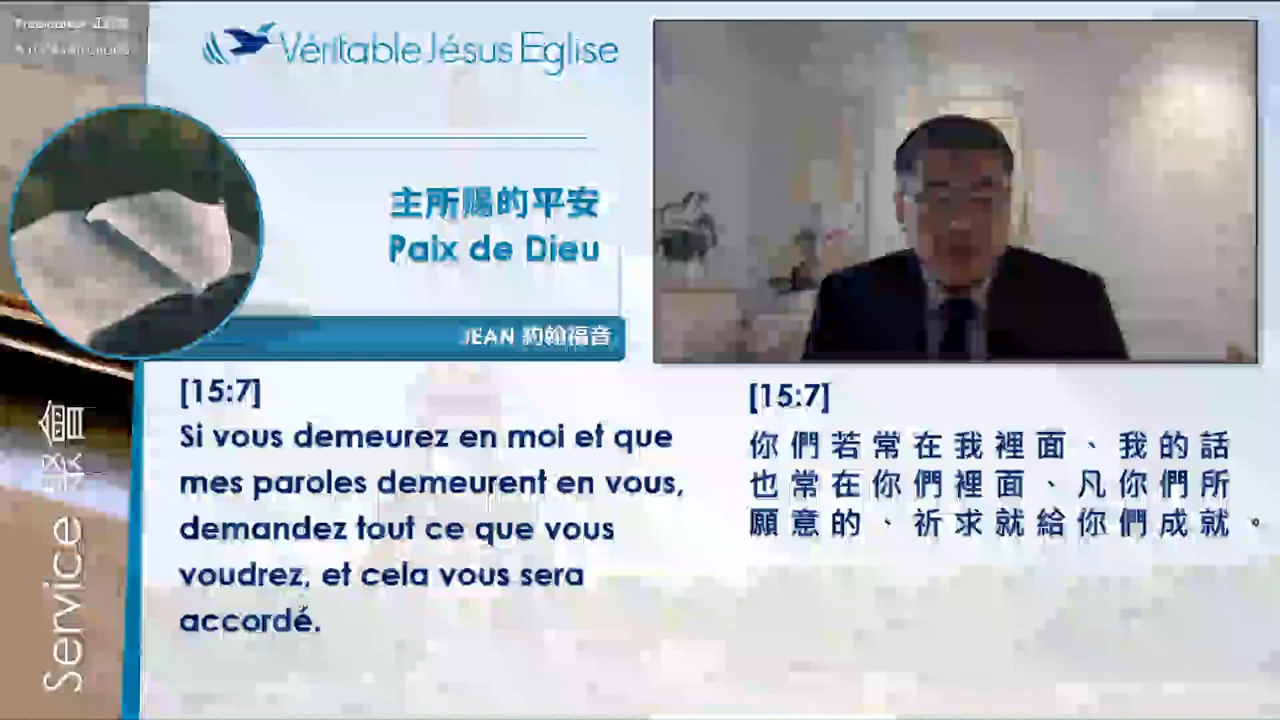 Véritable Jésus Eglise
主所賜的平安
Paix de Dieu
JEAN 約翰福音
[15:7]
Si vous demeurez en moi et que
mes paroles demeurent en vous,
demandez tout ce que vous
voudrez, et cela vous sera
accordé.
[15:7]
你們若常在我裡面、我的話
也常在你們裡面、凡你們所
願意的、祈求就給你們成就。
Service 聚會